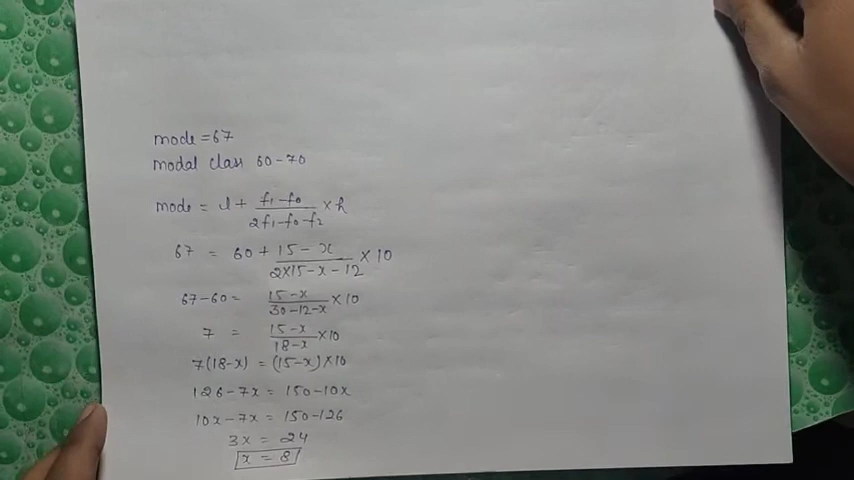 mode = 67
modal class 60-70
mode = l + f1-f0 / 2f1-f0-f2 × h
67 = 60 + 15-x / 2×15-x-12 × 10
67-60 = 15-x / 30-12-x × 10
7 = 15-x / 18-x × 10
7(18-x) = (15-x)×10
126-7x = 150-10x
10x-7x = 150-126
3x = 24
x = 8